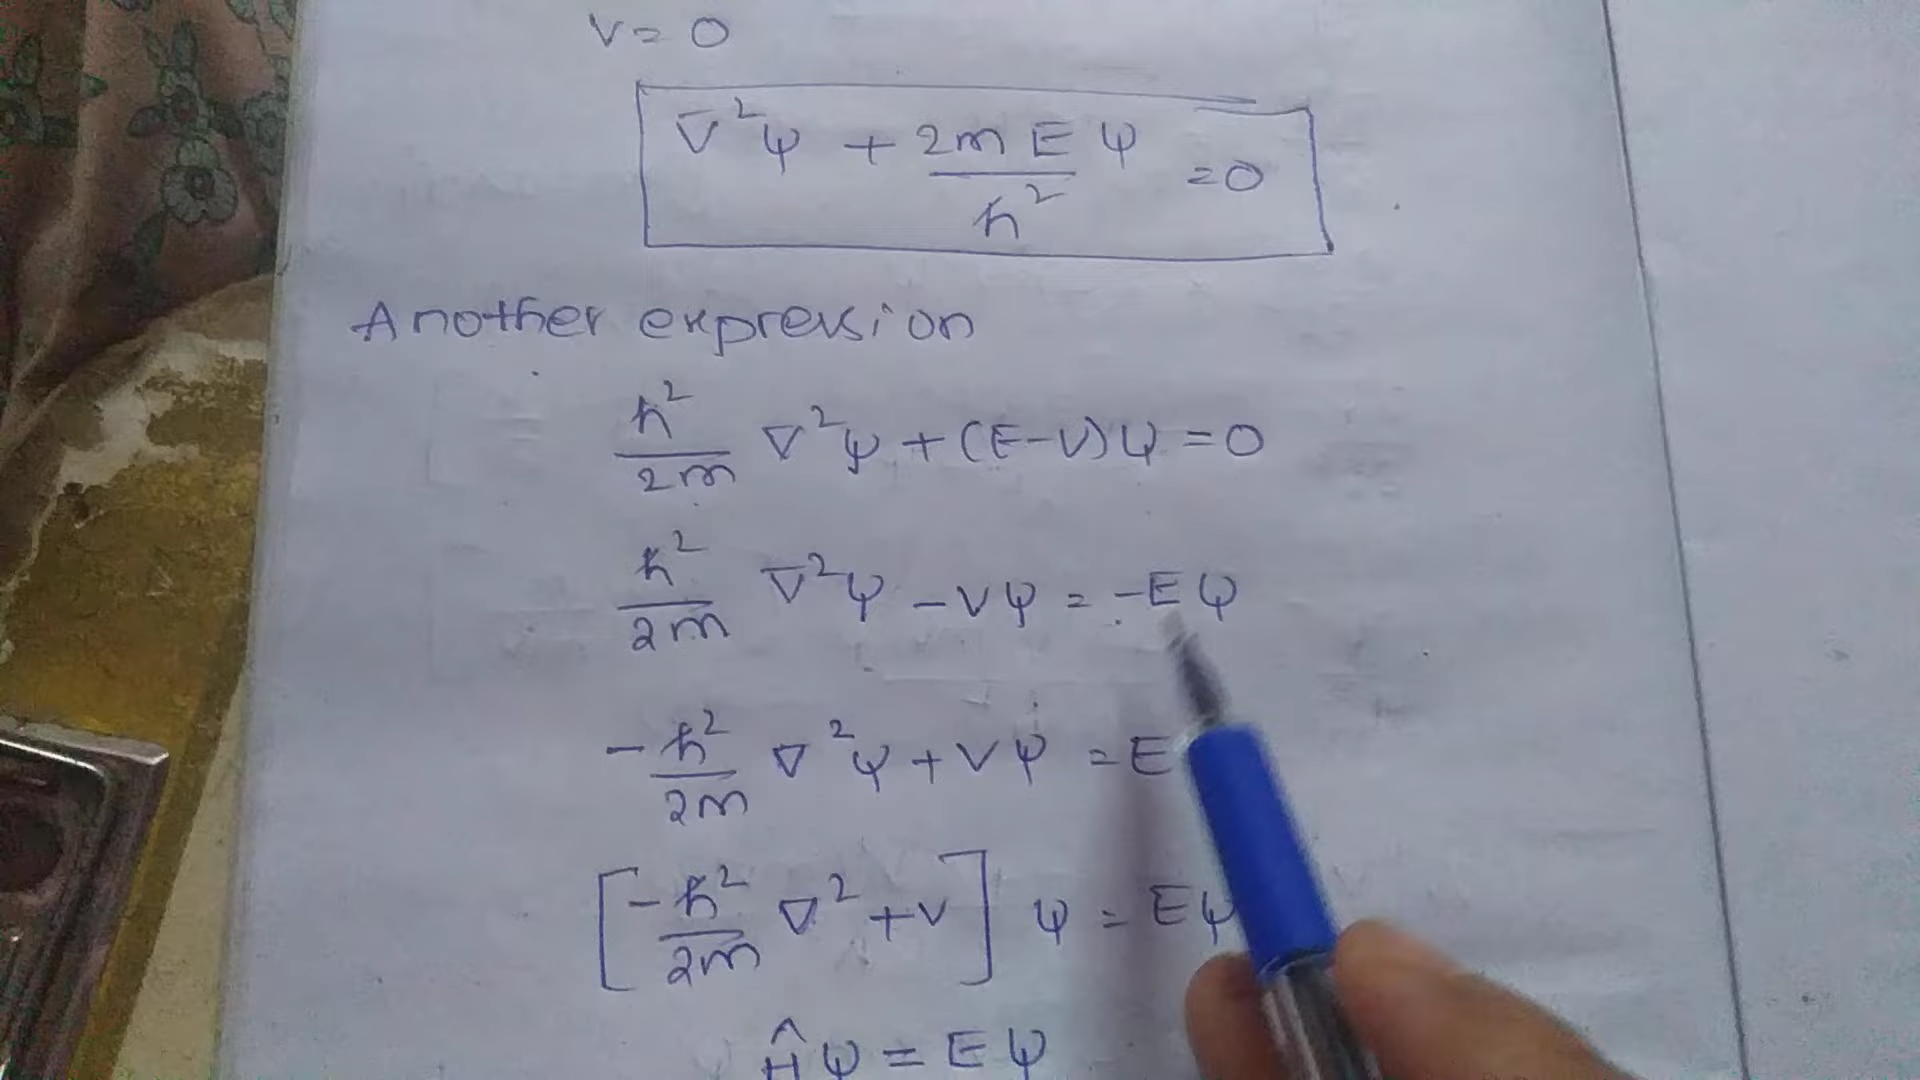 V = 0
∇²ψ + 2m E ψ / ħ² = 0
Another expression
ħ²/2m ∇²ψ + (E-V)ψ = 0
ħ²/2m ∇²ψ - Vψ = -Eψ
-ħ²/2m ∇²ψ + Vψ = E
[-ħ²/2m ∇² + V] ψ = Eψ
Ĥψ = Eψ